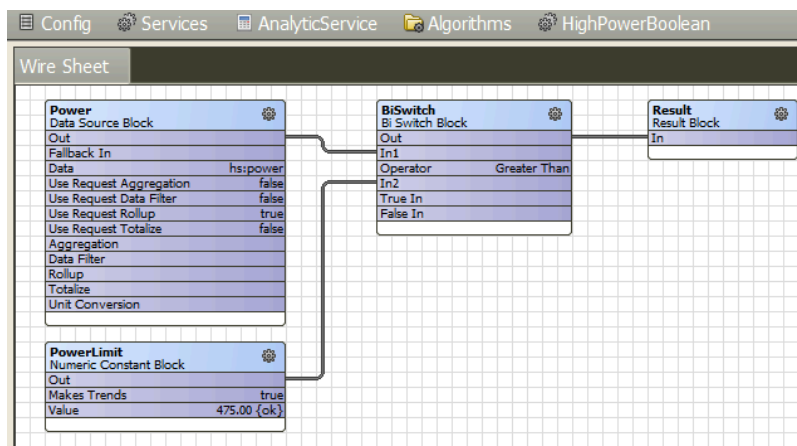 Config Services AnalyticService Algorithms HighPowerBoolean
Wire Sheet
Power
Data Source Block
Out
Fallback In
Data hs:power
Use Request Aggregation false
Use Request Data Filter false
Use Request Rollup true
Use Request Totalize false
Aggregation
Data Filter
Rollup
Totalize
Unit Conversion
PowerLimit
Numeric Constant Block
Out
Makes Trends true
Value 475.00 {ok}
BiSwitch
Bi Switch Block
Out
In1
Operator Greater Than
In2
True In
False In
Result
Result Block
In